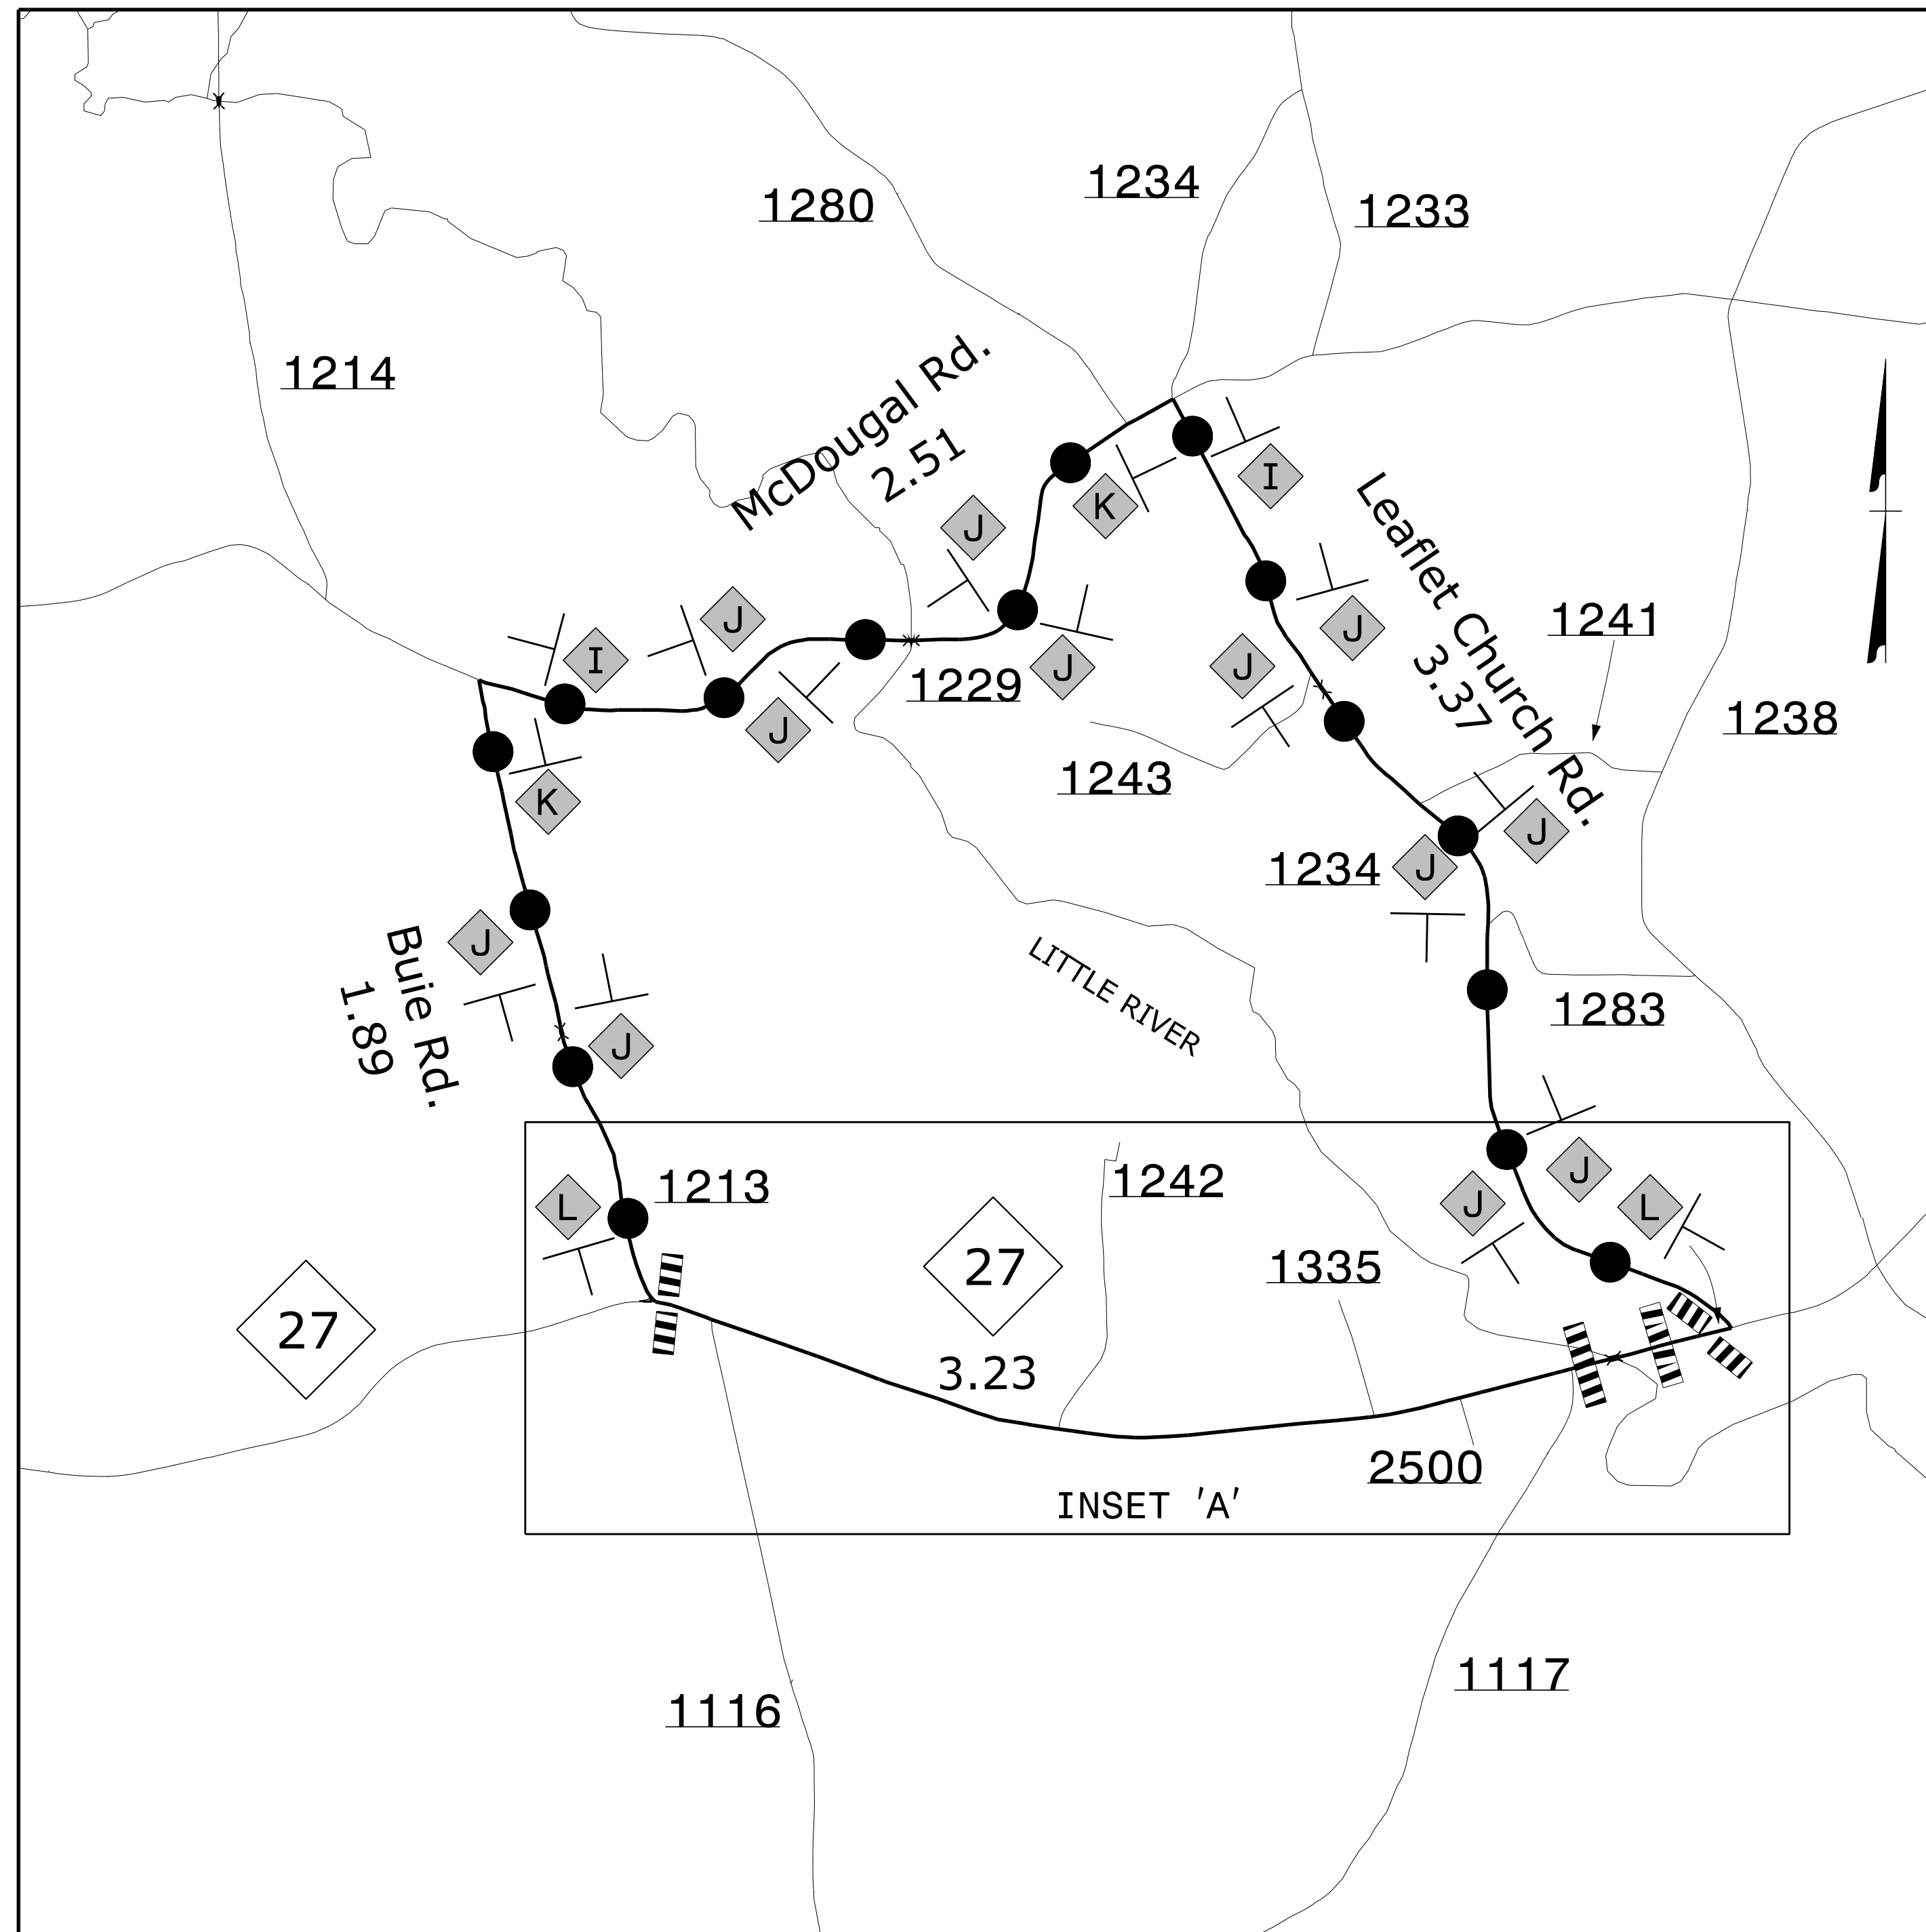 1234
1280
1233
1214
McDougal Rd.
2.51
K
I
J
Leaflet Church Rd.
3.37
J
1241
J
I
J
J
1229
1238
J
1243
K
J
1234
J
J
LITTLE RIVER
1283
Buie Rd.
1.89
J
J
1213
1242
L
J
L
27
1335
27
3.23
2500
INSET 'A'
1117
1116